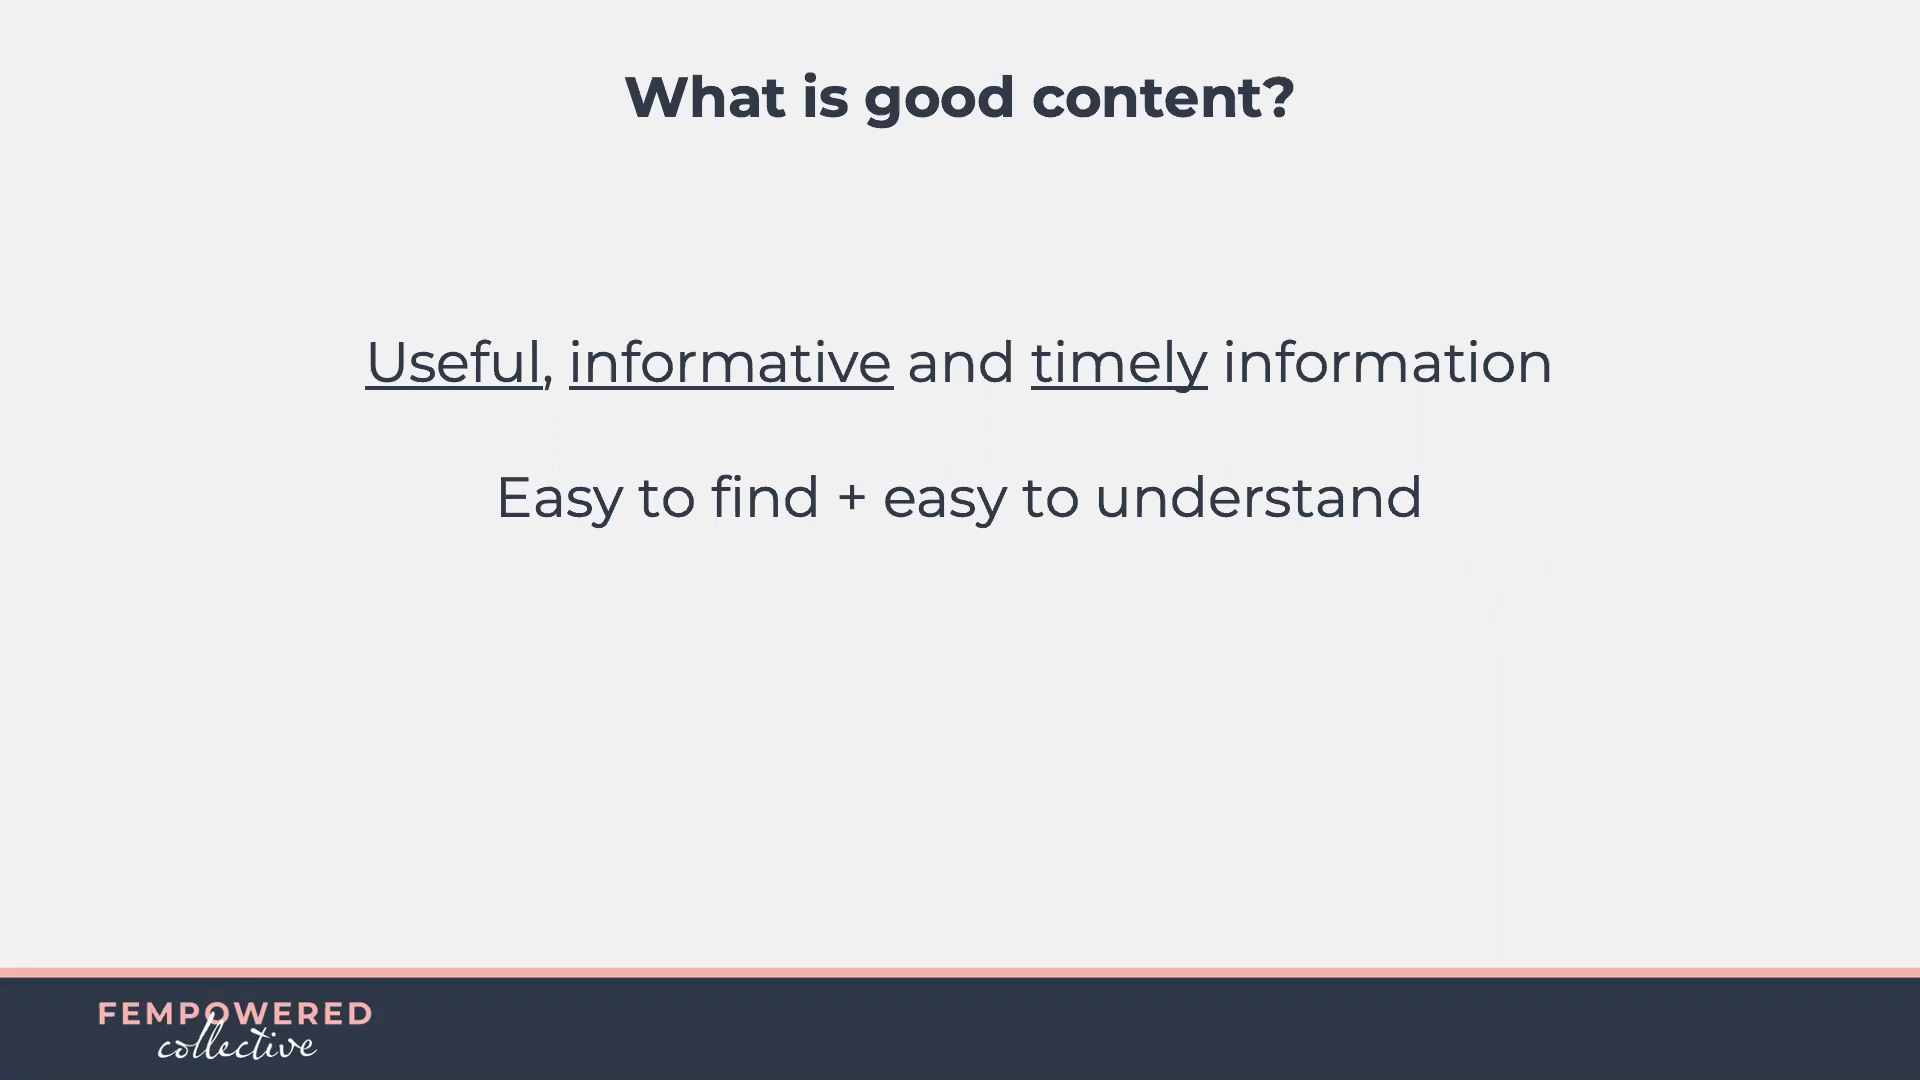 What is good content?
Useful, informative and timely information
Easy to find + easy to understand
FEMPOWERED
collective